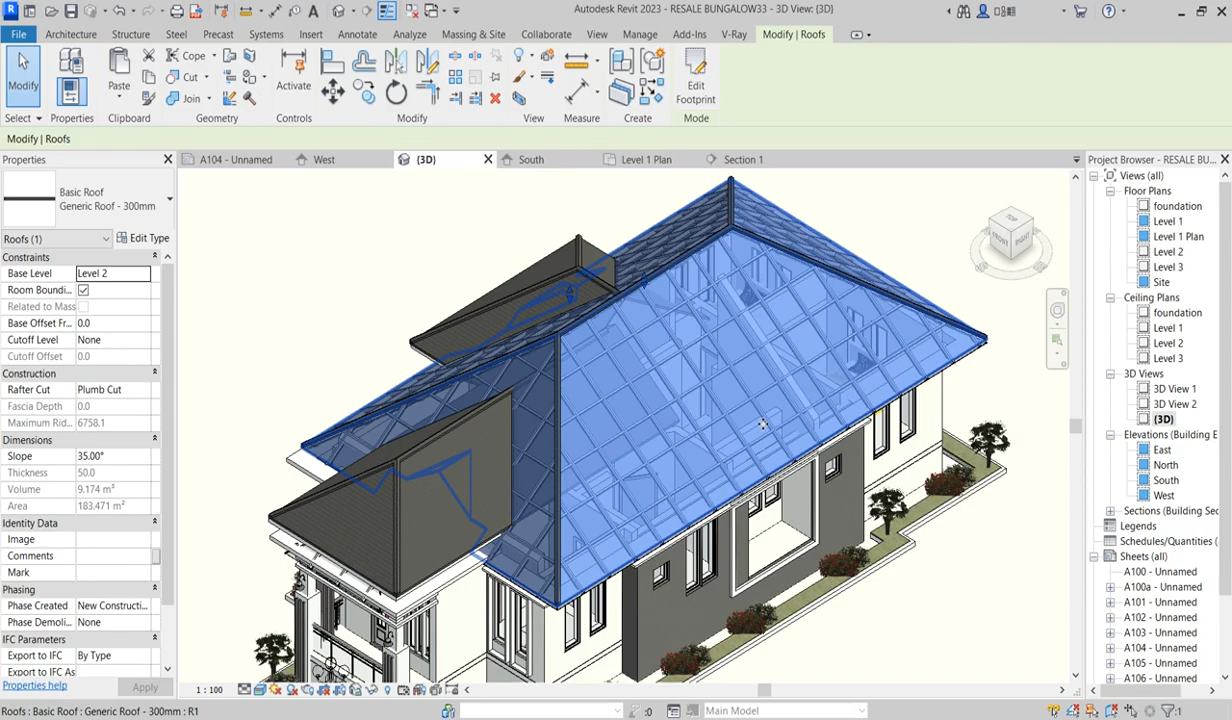 Autodesk Revit 2023 - RESALE BUNGALOW33 - 3D View: {3D}
File Architecture Structure Steel Precast Systems Insert Annotate Analyze Massing & Site Collaborate View Manage Add-Ins V-Ray Modify | Roofs
Modify Paste Cope Cut Join Activate Edit Footprint
Select Properties Clipboard Geometry Controls Modify View Measure Create Mode
Modify | Roofs
Properties
A104 - Unnamed West {3D} South Level 1 Plan Section 1
Project Browser - RESALE BU...
Basic Roof
Generic Roof - 300mm
Roofs (1) Edit Type
Constraints
Base Level Level 2
Room Boundi...
Related to Mass
Base Offset Fr... 0.0
Cutoff Level None
Cutoff Offset 0.0
Construction
Rafter Cut Plumb Cut
Fascia Depth 0.0
Maximum Rid... 6758.1
Dimensions
Slope 35.00°
Thickness 50.0
Volume 9.174 m³
Area 183.471 m²
Identity Data
Image
Comments
Mark
Phasing
Phase Created New Constructi...
Phase Demoli... None
IFC Parameters
Export to IFC By Type
Export to IFC As
Properties help Apply
TOP
FRONT RIGHT
Views (all)
Floor Plans
foundation
Level 1
Level 1 Plan
Level 2
Level 3
Site
Ceiling Plans
foundation
Level 1
Level 2
Level 3
3D Views
3D View 1
3D View 2
{3D}
Elevations (Building E
East
North
South
West
Sections (Building Se
Legends
Schedules/Quantities (
Sheets (all)
A100 - Unnamed
A100a - Unnamed
A101 - Unnamed
A102 - Unnamed
A103 - Unnamed
A104 - Unnamed
A105 - Unnamed
A106 - Unnamed
1 : 100
Roofs : Basic Roof : Generic Roof - 300mm : R1
:0 Main Model :1